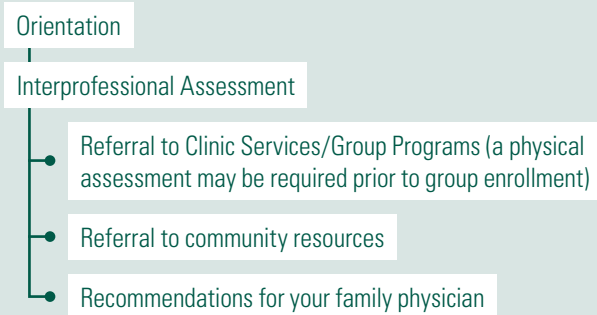 Orientation
Interprofessional Assessment
Referral to Clinic Services/Group Programs (a physical
assessment may be required prior to group enrollment)
Referral to community resources
Recommendations for your family physician